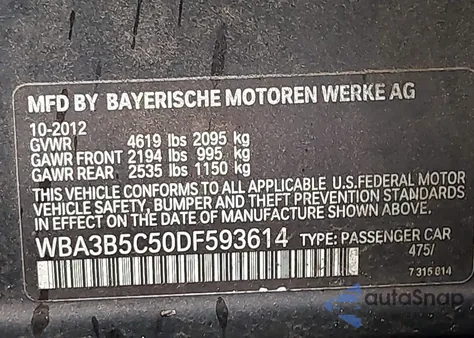 MFD BY BAYERISCHE MOTOREN WERKE AG
10-2012
GVWR 4619 lbs 2095 kg
GAWR FRONT 2194 lbs 995 kg
GAWR REAR 2535 lbs 1150 kg
THIS VEHICLE CONFORMS TO ALL APPLICABLE U.S.FEDERAL MOTOR
VEHICLE SAFETY, BUMPER AND THEFT PREVENTION STANDARDS
IN EFFECT ON THE DATE OF MANUFACTURE SHOWN ABOVE.
WBA3B5C50DF593614 TYPE: PASSENGER CAR
475/
7 315 014
autoSnap